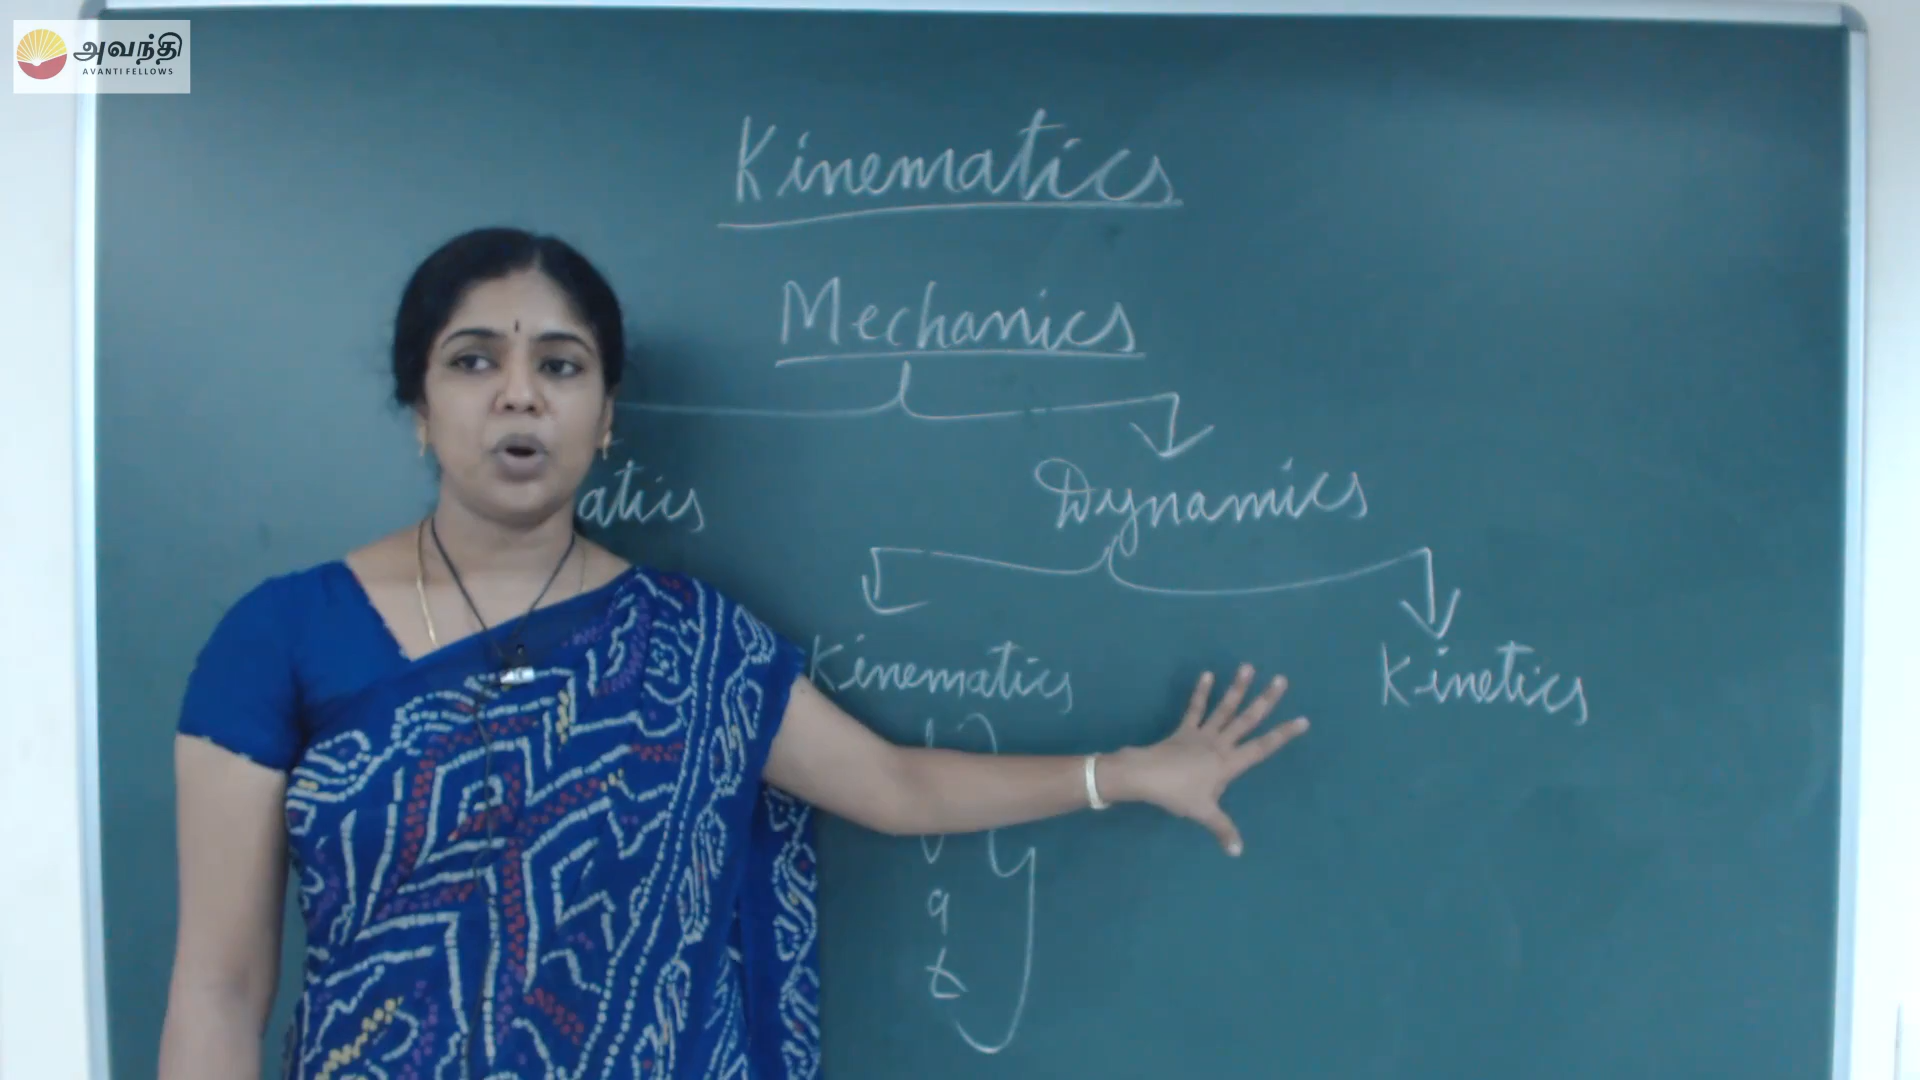 அவந்தி
AVANTI FELLOWS
Kinematics
Mechanics
atics Dynamics
Kinematics Kinetics
a
t